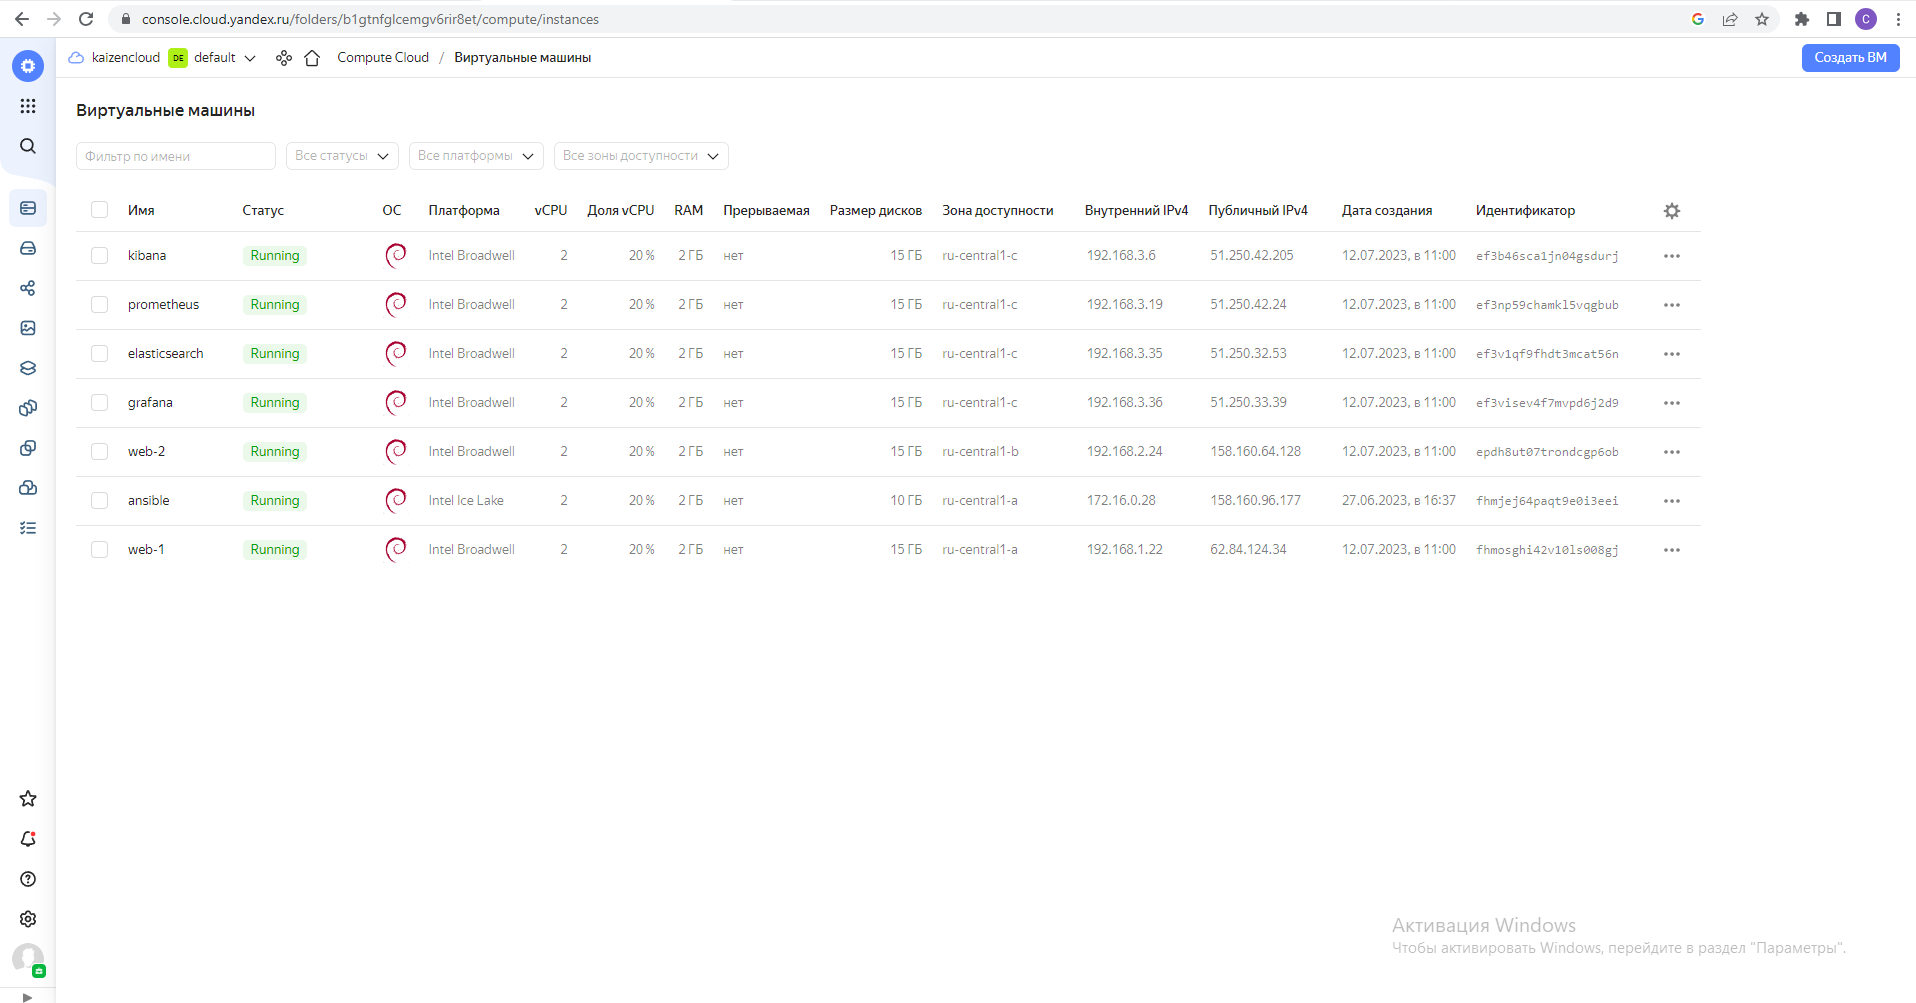 console.cloud.yandex.ru/folders/b1gtnfglcemgv6rir8et/compute/instances
C
kaizencloud DE default Compute Cloud / Виртуальные машины Создать ВМ
Виртуальные машины
Фильтр по имени Все статусы Все платформы Все зоны доступности
Имя Статус ОС Платформа vCPU Доля vCPU RAM Прерываемая Размер дисков Зона доступности Внутренний IPv4 Публичный IPv4 Дата создания Идентификатор
kibana Running Intel Broadwell 2 20 % 2 ГБ нет 15 ГБ ru-central1-c 192.168.3.6 51.250.42.205 12.07.2023, в 11:00 ef3b46sca1jn04gsdurj
prometheus Running Intel Broadwell 2 20 % 2 ГБ нет 15 ГБ ru-central1-c 192.168.3.19 51.250.42.24 12.07.2023, в 11:00 ef3np59chamkl5vqgbub
elasticsearch Running Intel Broadwell 2 20 % 2 ГБ нет 15 ГБ ru-central1-c 192.168.3.35 51.250.32.53 12.07.2023, в 11:00 ef3v1qf9fhdt3mcat56n
grafana Running Intel Broadwell 2 20 % 2 ГБ нет 15 ГБ ru-central1-c 192.168.3.36 51.250.33.39 12.07.2023, в 11:00 ef3visev4f7mvpd6j2d9
web-2 Running Intel Broadwell 2 20 % 2 ГБ нет 15 ГБ ru-central1-b 192.168.2.24 158.160.64.128 12.07.2023, в 11:00 epdh8ut07trondcgp6ob
ansible Running Intel Ice Lake 2 20 % 2 ГБ нет 10 ГБ ru-central1-a 172.16.0.28 158.160.96.177 27.06.2023, в 16:37 fhmjej64paqt9e0i3eei
web-1 Running Intel Broadwell 2 20 % 2 ГБ нет 15 ГБ ru-central1-a 192.168.1.22 62.84.124.34 12.07.2023, в 11:00 fhmosghi42v10ls008gj
Активация Windows
Чтобы активировать Windows, перейдите в раздел "Параметры".